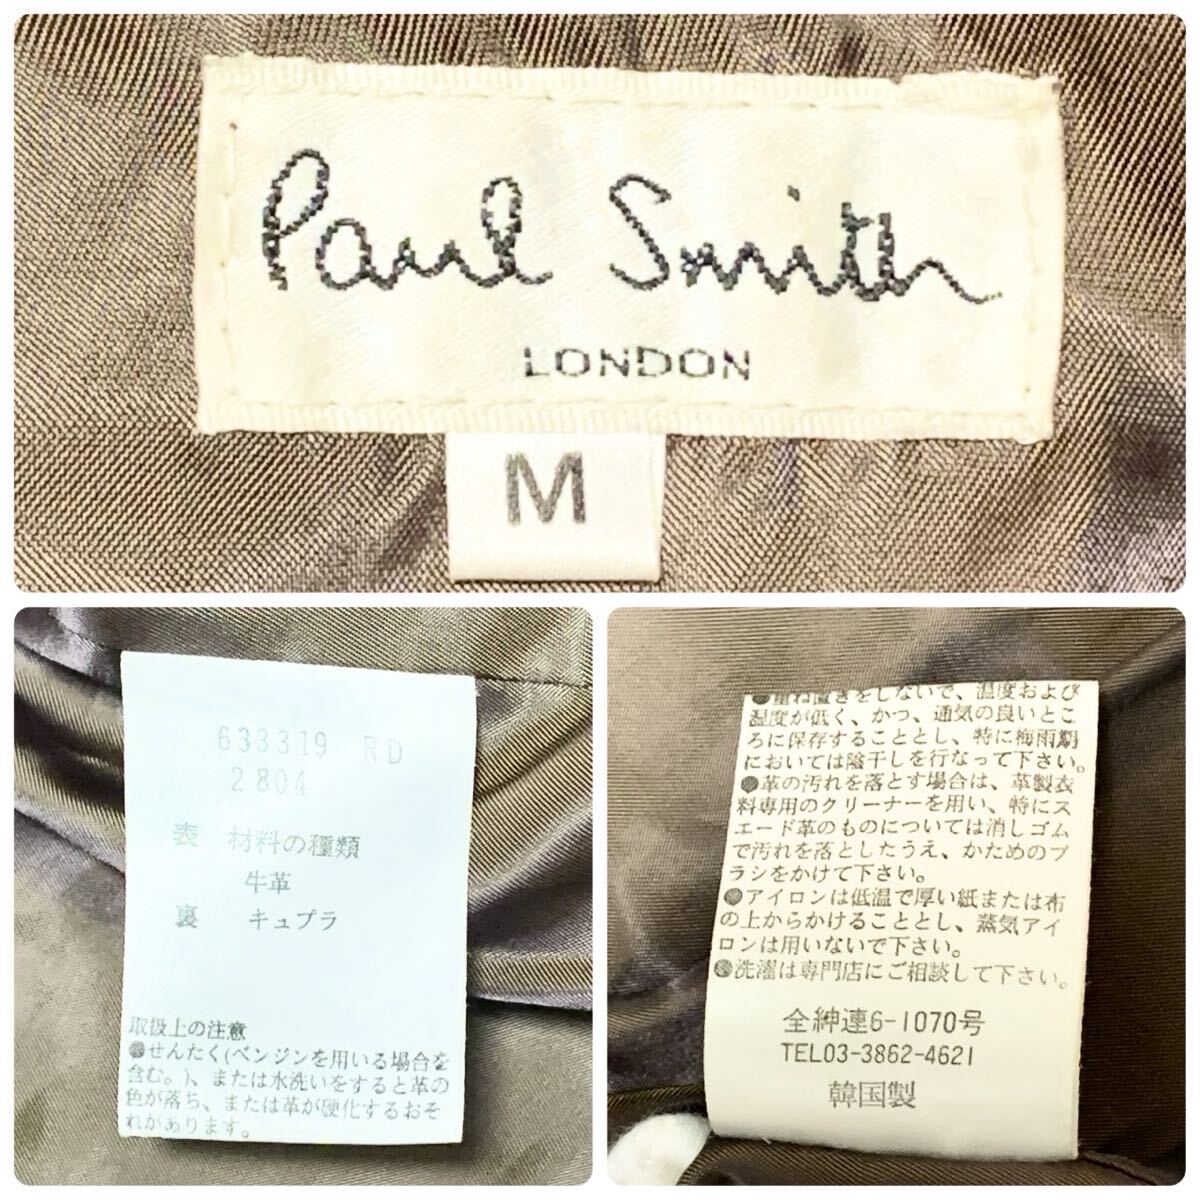 Paul Smith
LONDON
M
633319 RD
2804
表 材料の種類
牛革
裏 キュプラ
取扱上の注意
●せんたく(ベンジンを用いる場合を
含む。)、または水洗いをすると革の
色が落ち、または革が硬化するおそ
れがあります。
●重ね置きをしないで、温度および
湿度が低く、かつ、通気の良いとこ
ろに保存することとし、特に梅雨期
においては陰干しを行なって下さい。
●革の汚れを落とす場合は、革製衣
料専用のクリーナーを用い、特にス
エード革のものについては消しゴム
で汚れを落としたうえ、かためのブ
ラシをかけて下さい。
●アイロンは低温で厚い紙または布
の上からかけることとし、蒸気アイ
ロンは用いないで下さい。
●洗濯は専門店にご相談して下さい。
全紳連6-1070号
TEL03-3862-4621
韓国製